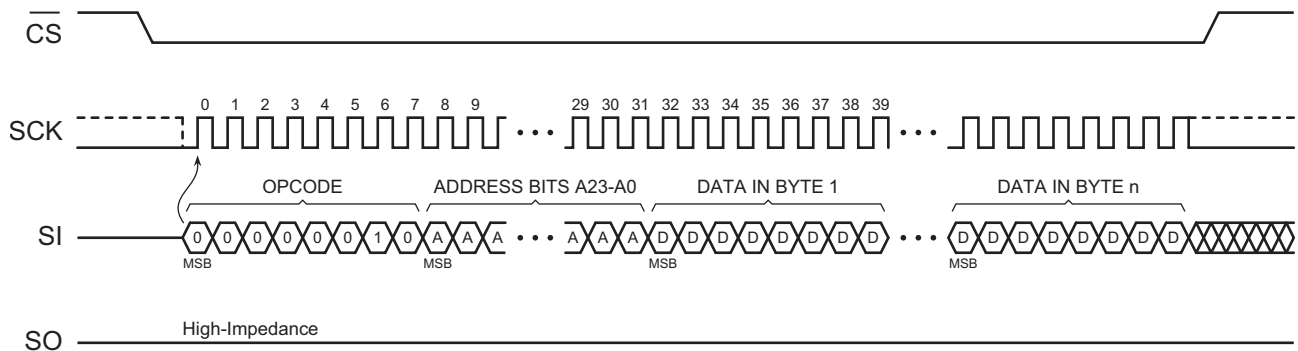 CS
0 1 2 3 4 5 6 7 8 9 29 30 31 32 33 34 35 36 37 38 39
SCK
OPCODE ADDRESS BITS A23-A0 DATA IN BYTE 1 DATA IN BYTE n
SI 0 0 0 0 0 0 1 0 A A A A A A D D D D D D D D D D D D D D D D
MSB MSB MSB MSB
High-Impedance
SO